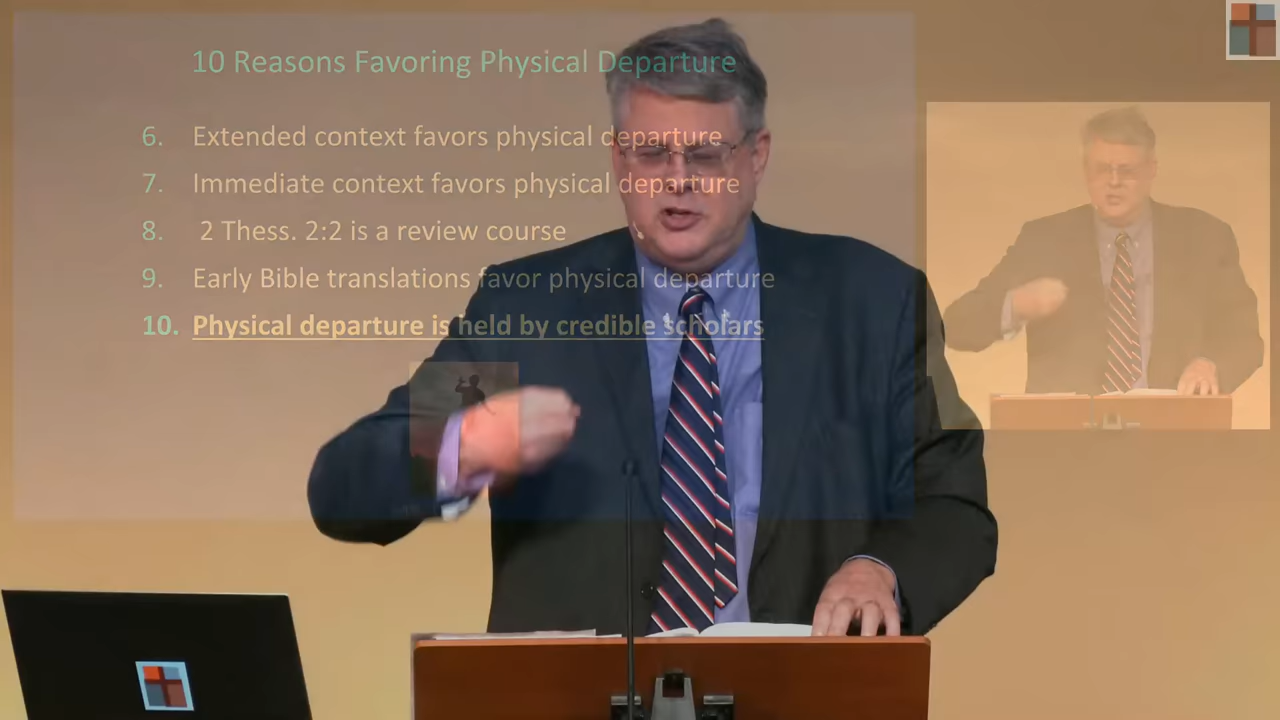 10 Reasons Favoring Physical Departure
6. Extended context favors physical departure
7. Immediate context favors physical departure
8. 2 Thess. 2:2 is a review course
9. Early Bible translations favor physical departure
10. Physical departure is held by credible scholars